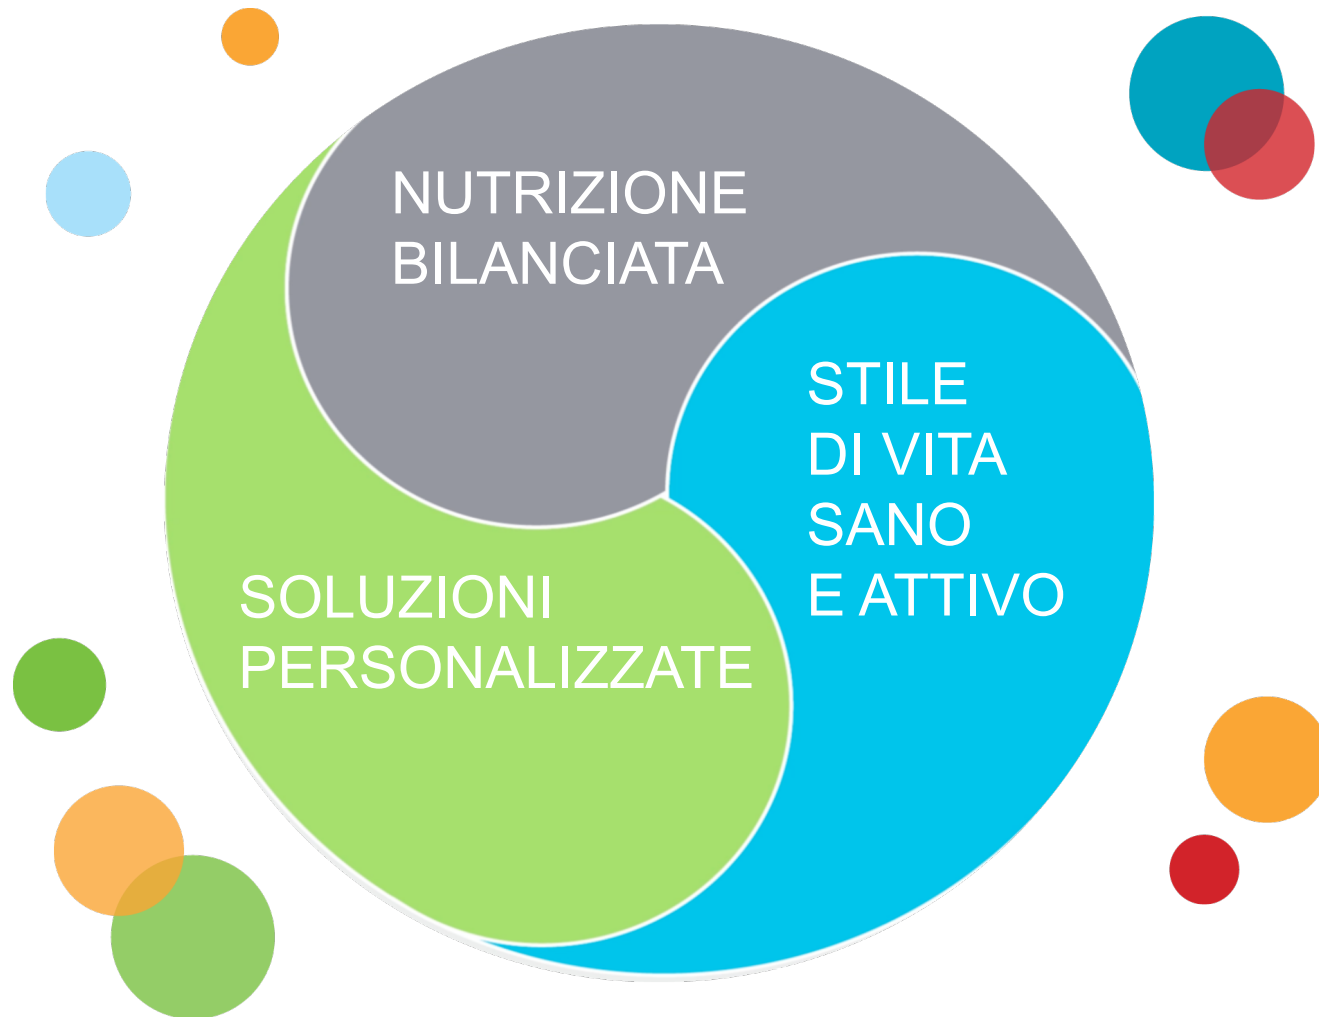 NUTRIZIONE
BILANCIATA
STILE
DI VITA
SANO
E ATTIVO
SOLUZIONI
PERSONALIZZATE